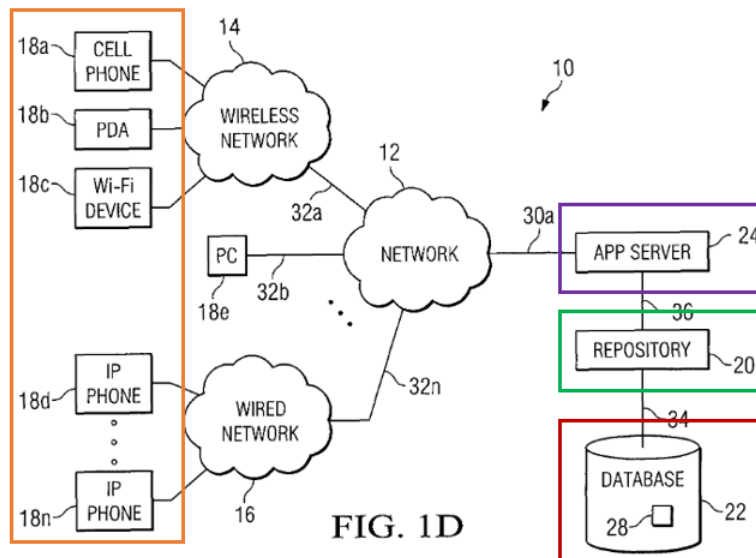 18a
CELL
PHONE
14
10
18b
PDA
WIRELESS
NETWORK
18c
Wi-Fi
DEVICE
12
32a
30a
24
PC
32b
NETWORK
APP SERVER
18e
36
REPOSITORY
20
18d
IP
PHONE
32n
34
WIRED
NETWORK
DATABASE
18n
IP
PHONE
28
22
16
FIG. 1D